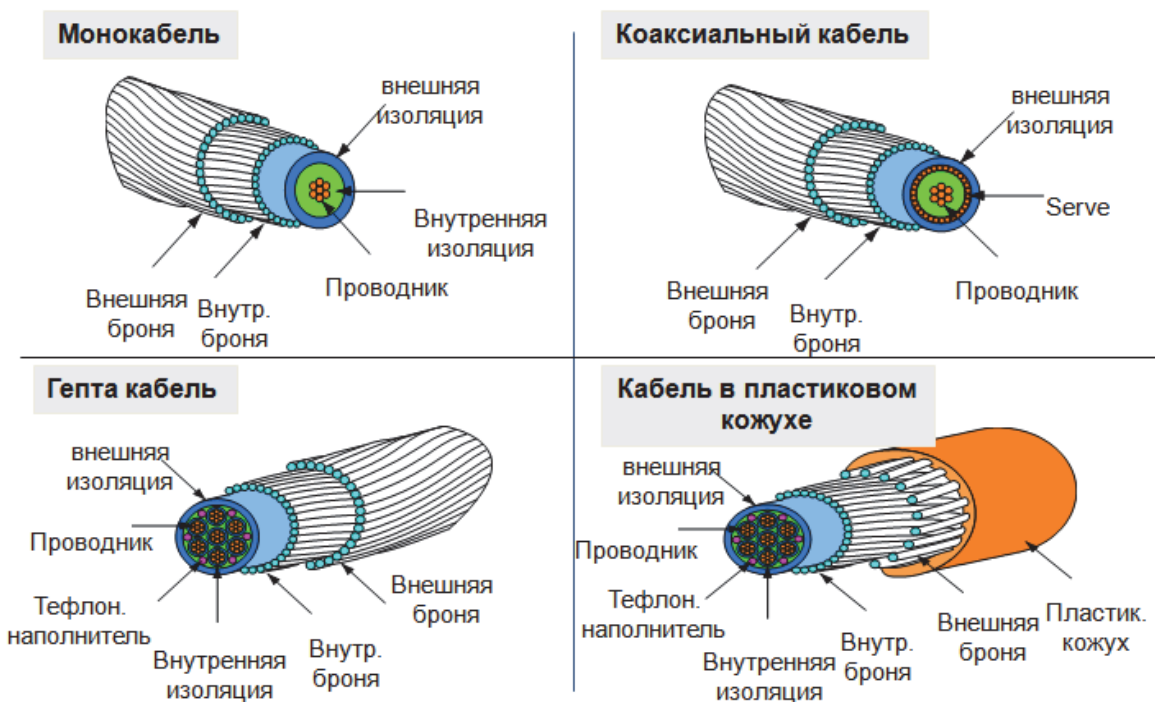 Монокабель
внешняя
изоляция
Внутренняя
изоляция
Проводник
Внешняя
броня
Внутр.
броня
Коаксиальный кабель
внешняя
изоляция
Serve
Проводник
Внешняя
броня
Внутр.
броня
Гепта кабель
внешняя
изоляция
Проводник
Тефлон.
наполнитель
Внутренняя
изоляция
Внутр.
броня
Внешняя
броня
Кабель в пластиковом
кожухе
внешняя
изоляция
Проводник
Тефлон.
наполнитель
Внутренняя
изоляция
Внутр.
броня
Внешняя
броня
Пластик.
кожух